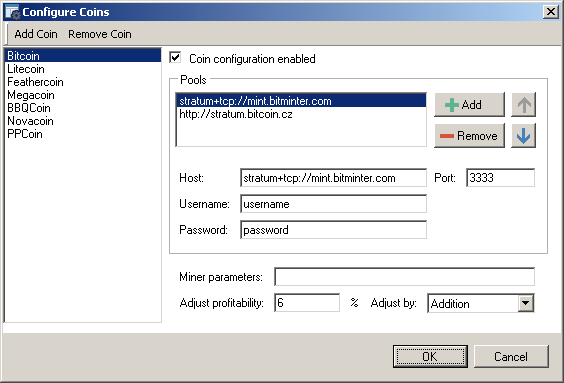 Configure Coins
Add Coin Remove Coin
Bitcoin
Litecoin
Feathercoin
Megacoin
BBQCoin
Novacoin
PPCoin
Coin configuration enabled
Pools
stratum+tcp://mint.bitminter.com
http://stratum.bitcoin.cz
Add
Remove
Host: stratum+tcp://mint.bitminter.com Port: 3333
Username: username
Password: password
Miner parameters:
Adjust profitability: 6 % Adjust by: Addition
OK Cancel